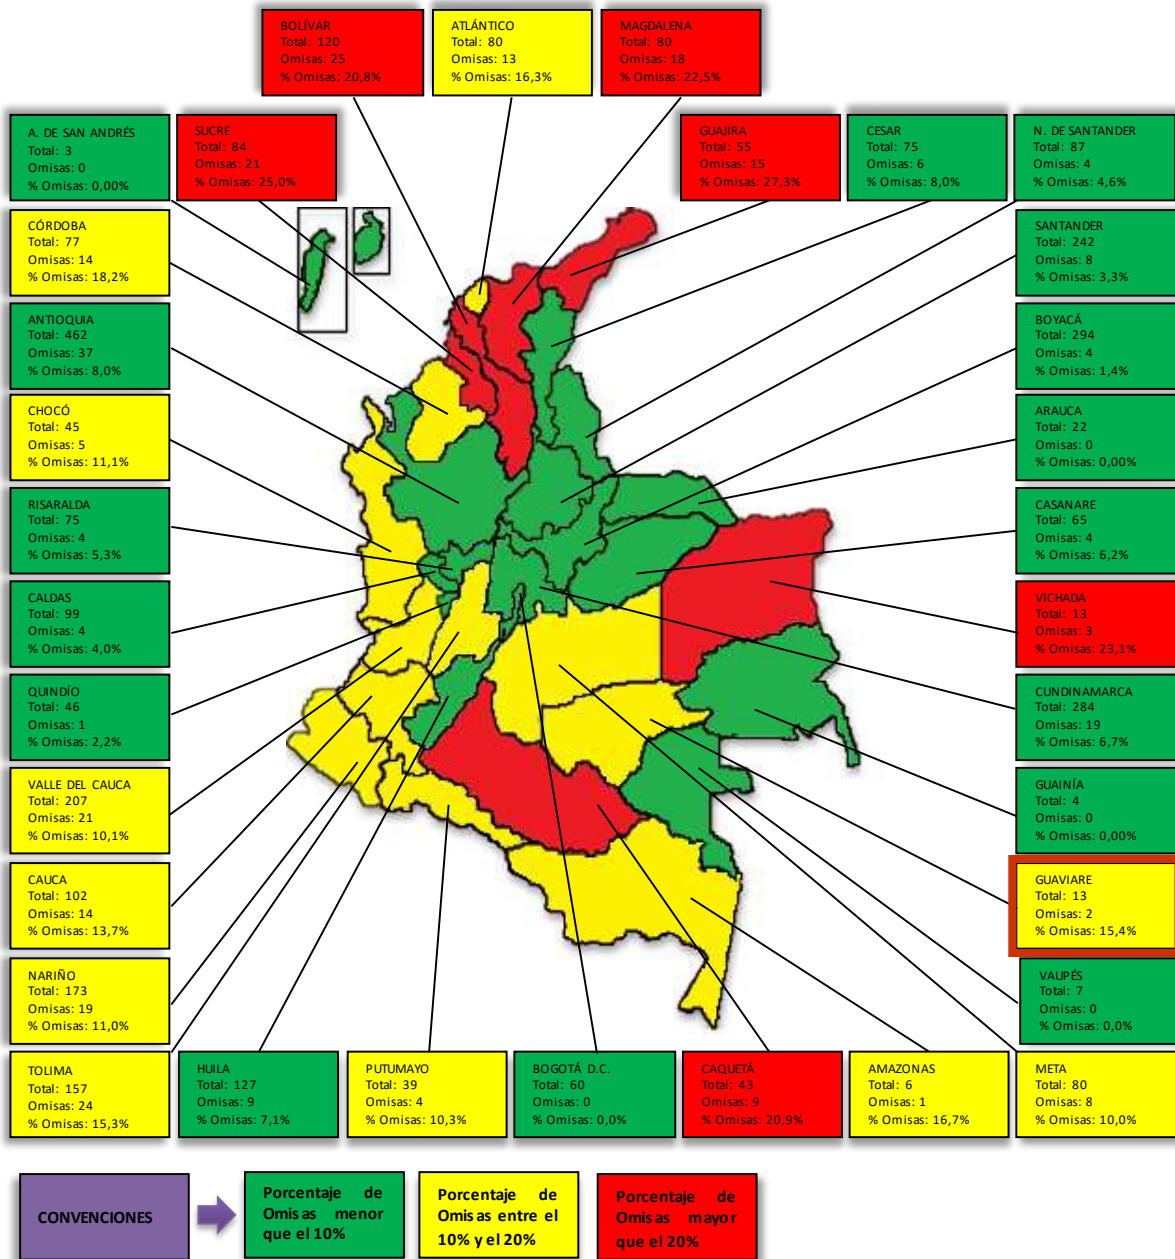 BOLÍVAR
Total: 120
Omisas: 25
% Omisas: 20,8%
ATLÁNTICO
Total: 80
Omisas: 13
% Omisas: 16,3%
MAGDALENA
Total: 80
Omisas: 18
% Omisas: 22,5%
A. DE SAN ANDRÉS
Total: 3
Omisas: 0
% Omisas: 0,00%
SUCRE
Total: 84
Omisas: 21
% Omisas: 25,0%
GUAJIRA
Total: 55
Omisas: 15
% Omisas: 27,3%
CESAR
Total: 75
Omisas: 6
% Omisas: 8,0%
N. DE SANTANDER
Total: 87
Omisas: 4
% Omisas: 4,6%
CÓRDOBA
Total: 77
Omisas: 14
% Omisas: 18,2%
SANTANDER
Total: 242
Omisas: 8
% Omisas: 3,3%
ANTIOQUIA
Total: 462
Omisas: 37
% Omisas: 8,0%
BOYACÁ
Total: 294
Omisas: 4
% Omisas: 1,4%
CHOCÓ
Total: 45
Omisas: 5
% Omisas: 11,1%
ARAUCA
Total: 22
Omisas: 0
% Omisas: 0,00%
RISARALDA
Total: 75
Omisas: 4
% Omisas: 5,3%
CASANARE
Total: 65
Omisas: 4
% Omisas: 6,2%
CALDAS
Total: 99
Omisas: 4
% Omisas: 4,0%
VICHADA
Total: 13
Omisas: 3
% Omisas: 23,1%
QUINDÍO
Total: 46
Omisas: 1
% Omisas: 2,2%
CUNDINAMARCA
Total: 284
Omisas: 19
% Omisas: 6,7%
VALLE DEL CAUCA
Total: 207
Omisas: 21
% Omisas: 10,1%
GUAINÍA
Total: 4
Omisas: 0
% Omisas: 0,00%
CAUCA
Total: 102
Omisas: 14
% Omisas: 13,7%
GUAVIARE
Total: 13
Omisas: 2
% Omisas: 15,4%
NARIÑO
Total: 173
Omisas: 19
% Omisas: 11,0%
VAUPÉS
Total: 7
Omisas: 0
% Omisas: 0,0%
TOLIMA
Total: 157
Omisas: 24
% Omisas: 15,3%
HUILA
Total: 127
Omisas: 9
% Omisas: 7,1%
PUTUMAYO
Total: 39
Omisas: 4
% Omisas: 10,3%
BOGOTÁ D.C.
Total: 60
Omisas: 0
% Omisas: 0,0%
CAQUETÁ
Total: 43
Omisas: 9
% Omisas: 20,9%
AMAZONAS
Total: 6
Omisas: 1
% Omisas: 16,7%
META
Total: 80
Omisas: 8
% Omisas: 10,0%
CONVENCIONES
Porcentaje de
Omisas menor
que el 10%
Porcentaje de
Omisas entre el
10% y el 20%
Porcentaje de
Omisas mayor
que el 20%